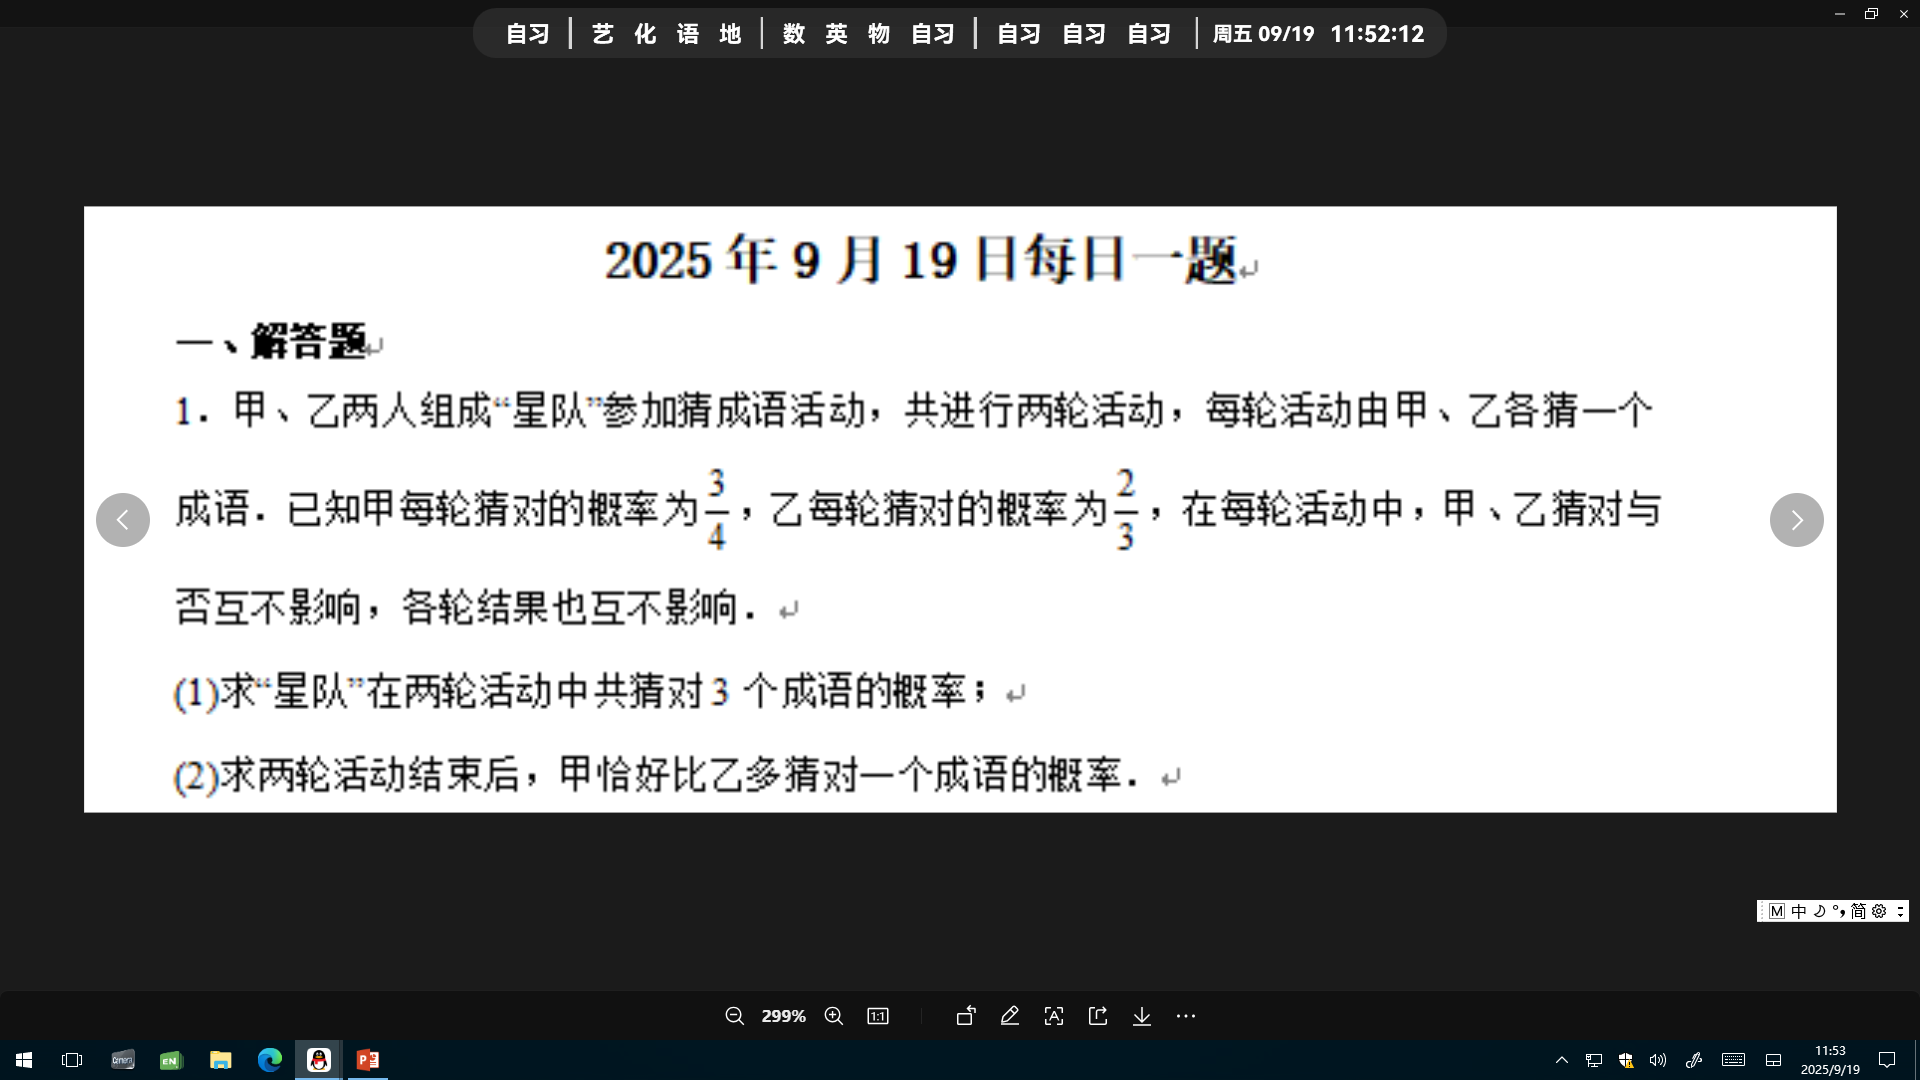 自习 | 艺 化 语 地 | 数 英 物 自习 | 自习 自习 自习 | 周五 09/19 11:52:12
2025年9月19日每日一题
一、解答题
1. 甲、乙两人组成“星队”参加猜成语活动，共进行两轮活动，每轮活动由甲、乙各猜一个
成语. 已知甲每轮猜对的概率为3/4，乙每轮猜对的概率为2/3，在每轮活动中，甲、乙猜对与
否互不影响，各轮结果也互不影响.
(1)求“星队”在两轮活动中共猜对3个成语的概率；
(2)求两轮活动结束后，甲恰好比乙多猜对一个成语的概率.
M 中 简
299% 1:1
Camera EN P
11:53
2025/9/19